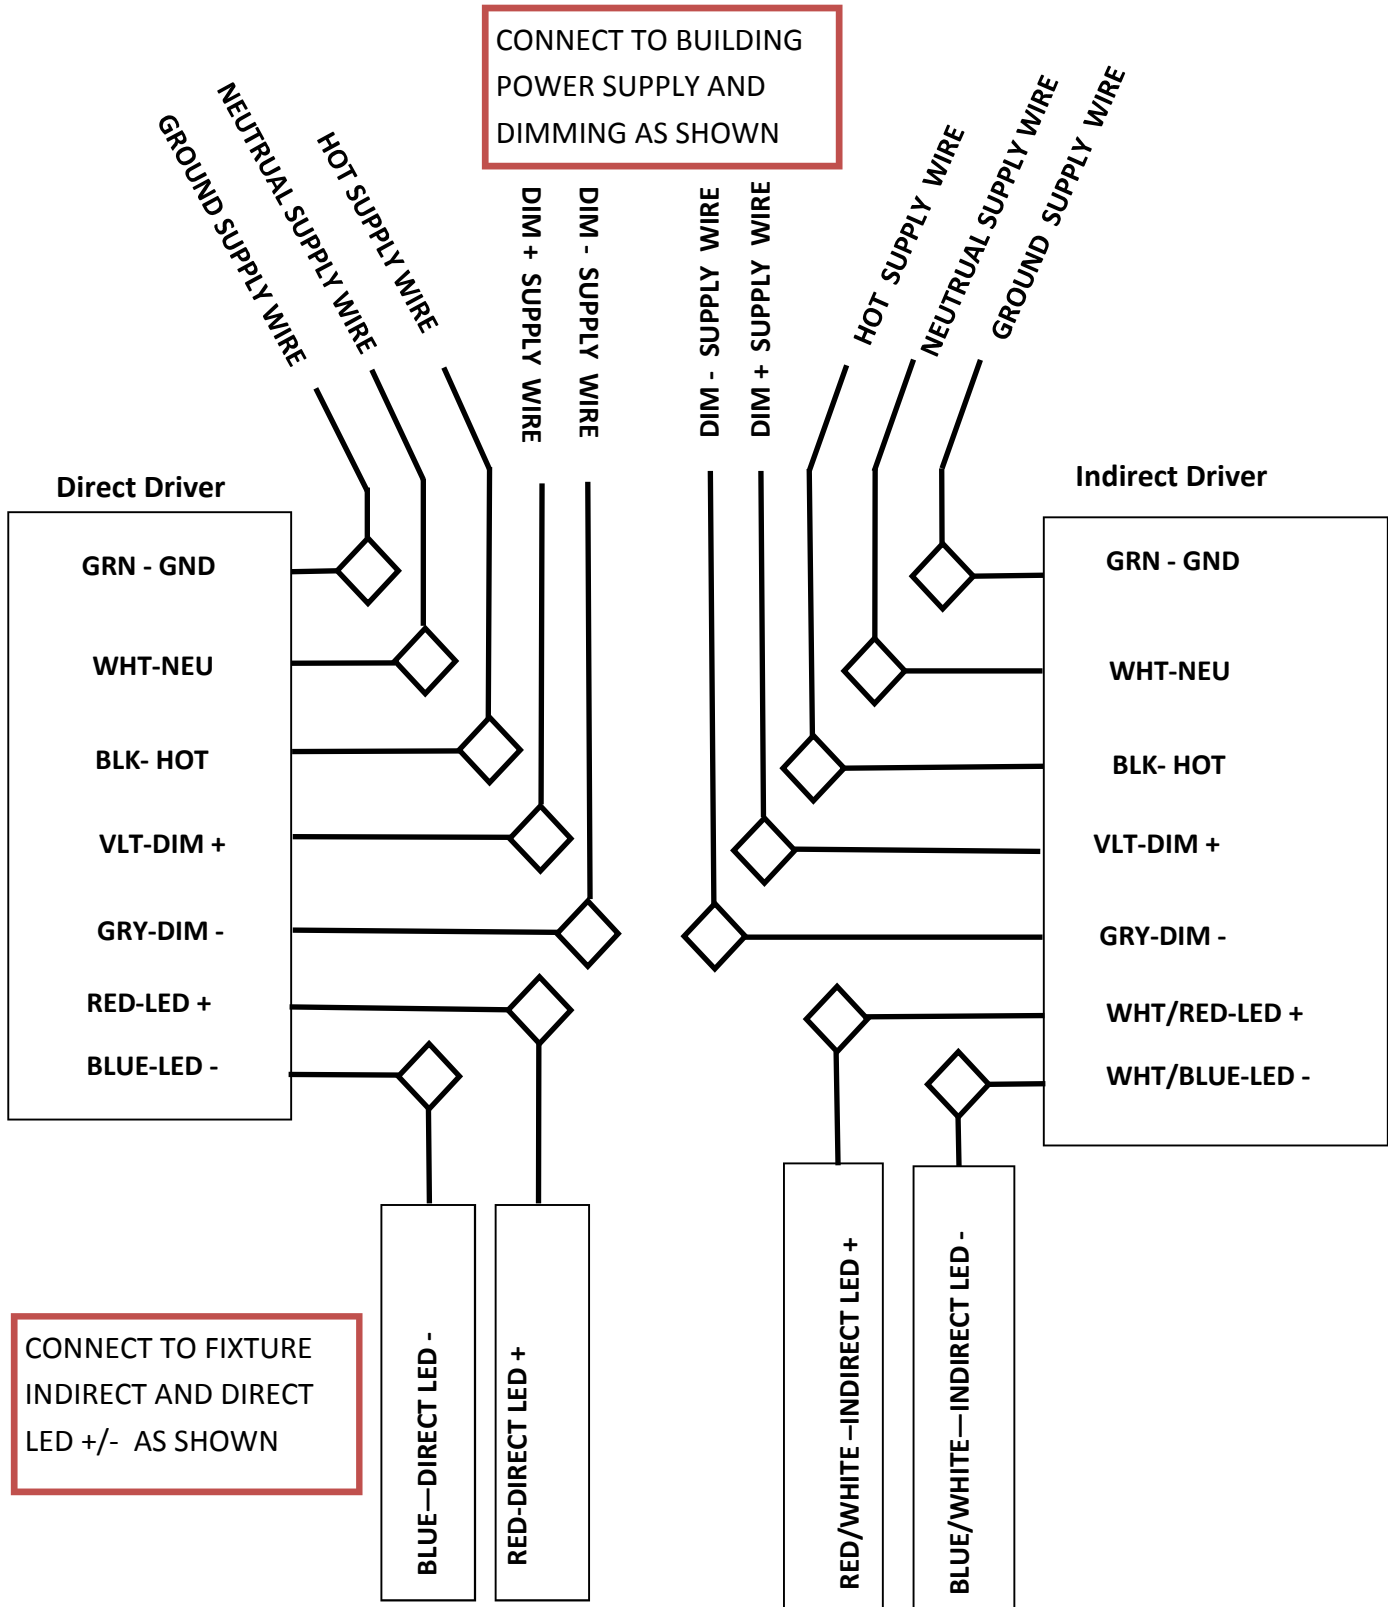 CONNECT TO BUILDING
POWER SUPPLY AND
DIMMING AS SHOWN
GROUND SUPPLY WIRE
NEUTRUAL SUPPLY WIRE
HOT SUPPLY WIRE
DIM + SUPPLY WIRE
DIM - SUPPLY WIRE
DIM - SUPPLY WIRE
DIM + SUPPLY WIRE
HOT SUPPLY WIRE
NEUTRUAL SUPPLY WIRE
GROUND SUPPLY WIRE
Direct Driver
GRN - GND
WHT-NEU
BLK- HOT
VLT-DIM +
GRY-DIM -
RED-LED +
BLUE-LED -
Indirect Driver
GRN - GND
WHT-NEU
BLK- HOT
VLT-DIM +
GRY-DIM -
WHT/RED-LED +
WHT/BLUE-LED -
CONNECT TO FIXTURE
INDIRECT AND DIRECT
LED +/- AS SHOWN
BLUE—DIRECT LED -
RED-DIRECT LED +
RED/WHITE –INDIRECT LED +
BLUE/WHITE—INDIRECT LED -